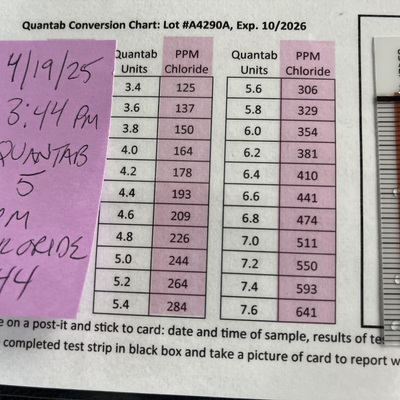 Quantab Conversion Chart: Lot #A4290A, Exp. 10/2026
4/19/25
3:44 PM
QUANTAB
5
PM
LORIDE
44
Quantab Units PPM Chloride Quantab Units PPM Chloride
3.4 125 5.6 306
3.6 137 5.8 329
3.8 150 6.0 354
4.0 164 6.2 381
4.2 178 6.4 410
4.4 193 6.6 441
4.6 209 6.8 474
4.8 226 7.0 511
5.0 244 7.2 550
5.2 264 7.4 593
5.4 284 7.6 641
e on a post-it and stick to card: date and time of sample, results of tes
completed test strip in black box and take a picture of card to report w